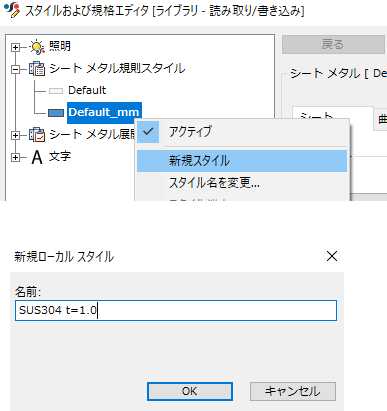 スタイルおよび規格エディタ [ライブラリ - 読み取り/書き込み]
照明
戻る
シート メタル規則スタイル
シート メタル [ De
Default
Default_mm
シート
曲
アクティブ
シート メタル展開
新規スタイル
文字
スタイル名を変更...
新規ローカル スタイル
名前:
SUS304 t=1.0
OK
キャンセル